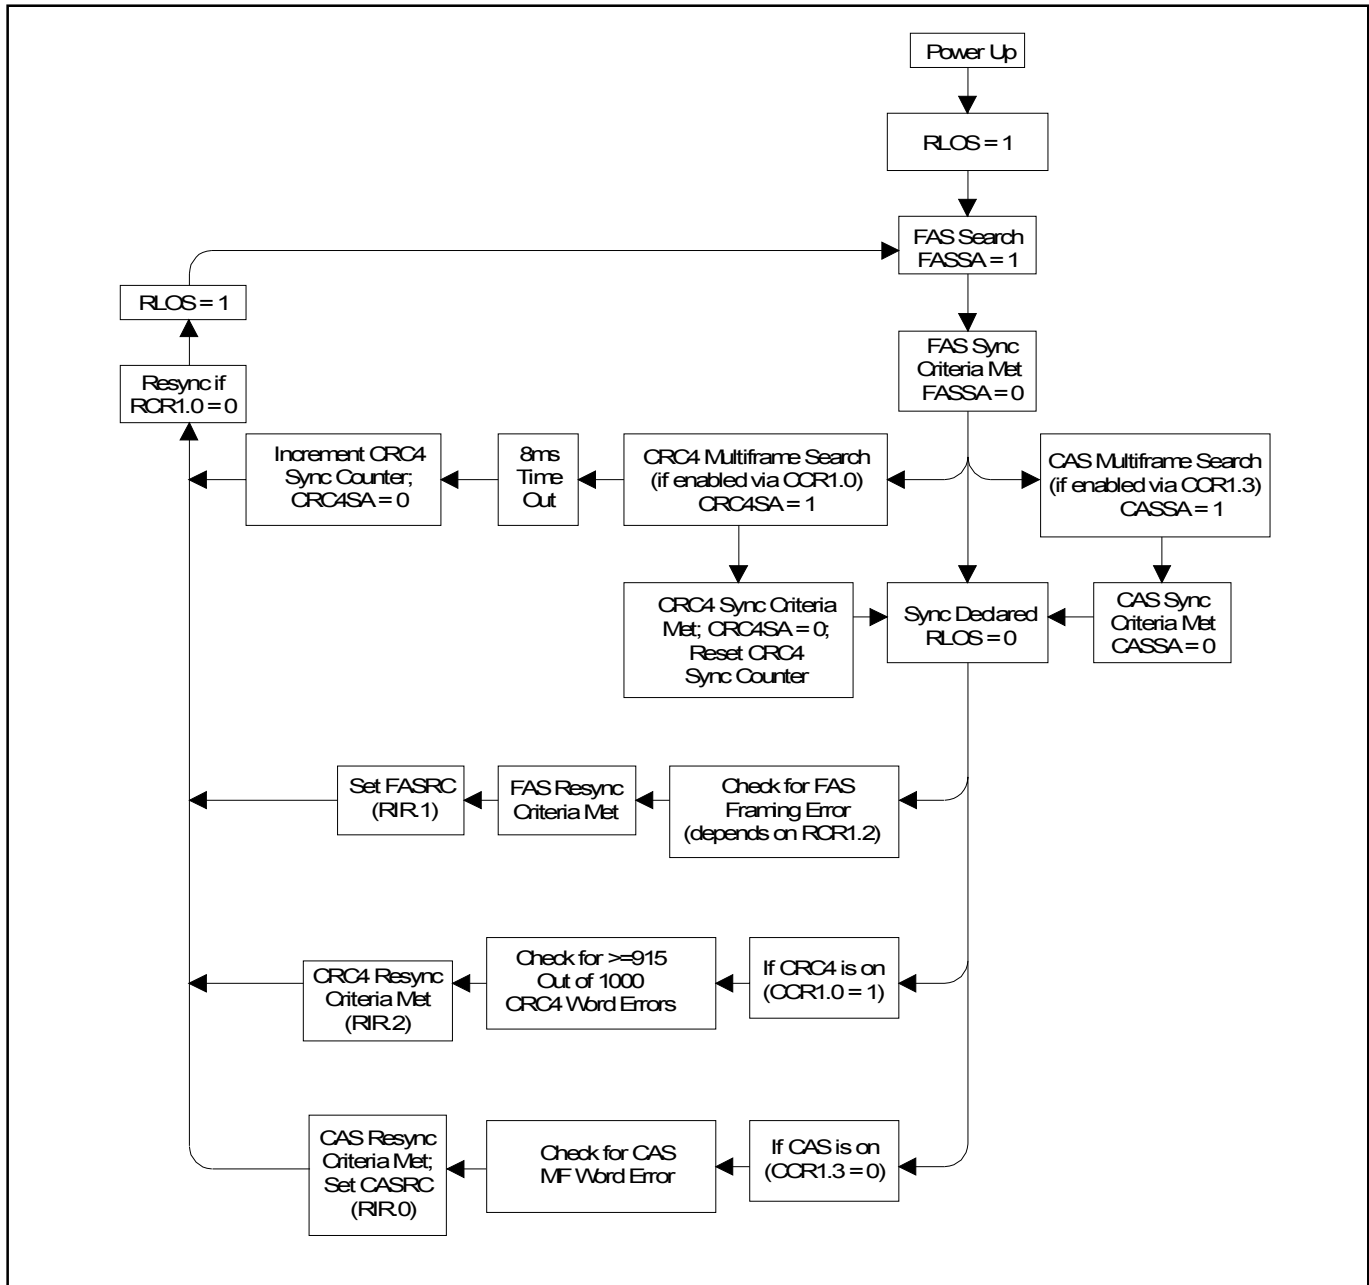 Power Up
RLOS = 1
FAS Search
FASSA = 1
RLOS = 1
FAS Sync
Criteria Met
FASSA = 0
Resync if
RCR1.0 = 0
Increment CRC4
Sync Counter;
CRC4SA = 0
8ms
Time
Out
CRC4 Multiframe Search
(if enabled via CCR1.0)
CRC4SA = 1
CAS Multiframe Search
(if enabled via CCR1.3)
CASSA = 1
CRC4 Sync Criteria
Met; CRC4SA = 0;
Reset CRC4
Sync Counter
Sync Declared
RLOS = 0
CAS Sync
Criteria Met
CASSA = 0
Set FASRC
(RIR.1)
FAS Resync
Criteria Met
Check for FAS
Framing Error
(depends on RCR1.2)
CRC4 Resync
Criteria Met
(RIR.2)
Check for >=915
Out of 1000
CRC4 Word Errors
If CRC4 is on
(CCR1.0 = 1)
CAS Resync
Criteria Met;
Set CASRC
(RIR.0)
Check for CAS
MF Word Error
If CAS is on
(CCR1.3 = 0)